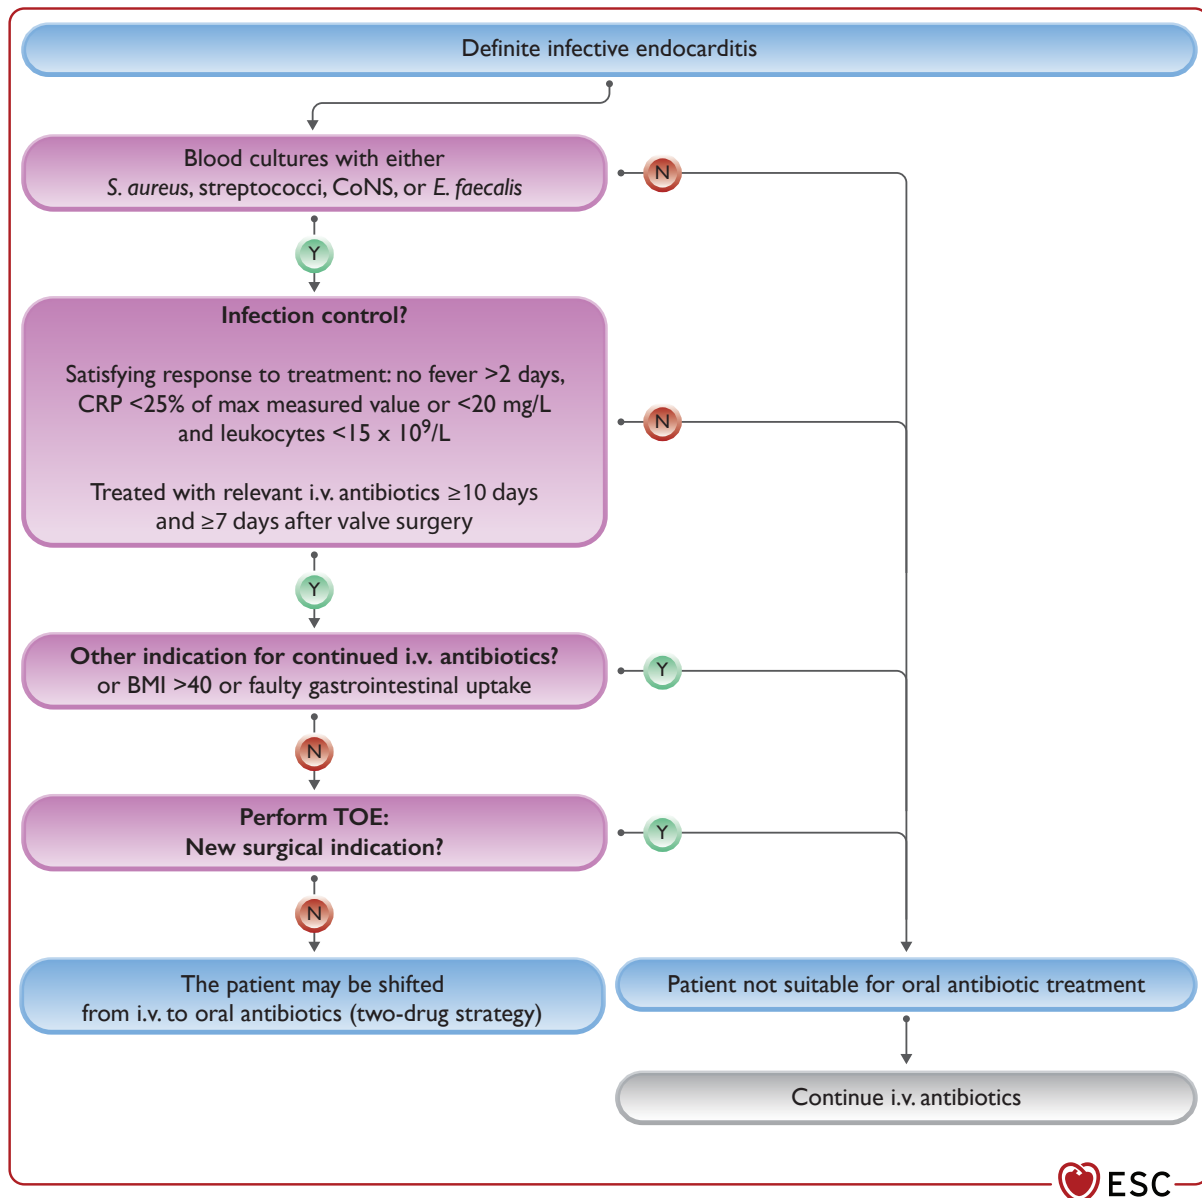 Definite infective endocarditis
Blood cultures with either
S. aureus, streptococci, CoNS, or E. faecalis
N
Y
Infection control?
Satisfying response to treatment: no fever >2 days,
CRP <25% of max measured value or <20 mg/L
and leukocytes <15 x 10⁹/L
Treated with relevant i.v. antibiotics ≥10 days
and ≥7 days after valve surgery
N
Y
Other indication for continued i.v. antibiotics?
or BMI >40 or faulty gastrointestinal uptake
Y
N
Perform TOE:
New surgical indication?
Y
N
The patient may be shifted
from i.v. to oral antibiotics (two-drug strategy)
Patient not suitable for oral antibiotic treatment
Continue i.v. antibiotics
ESC